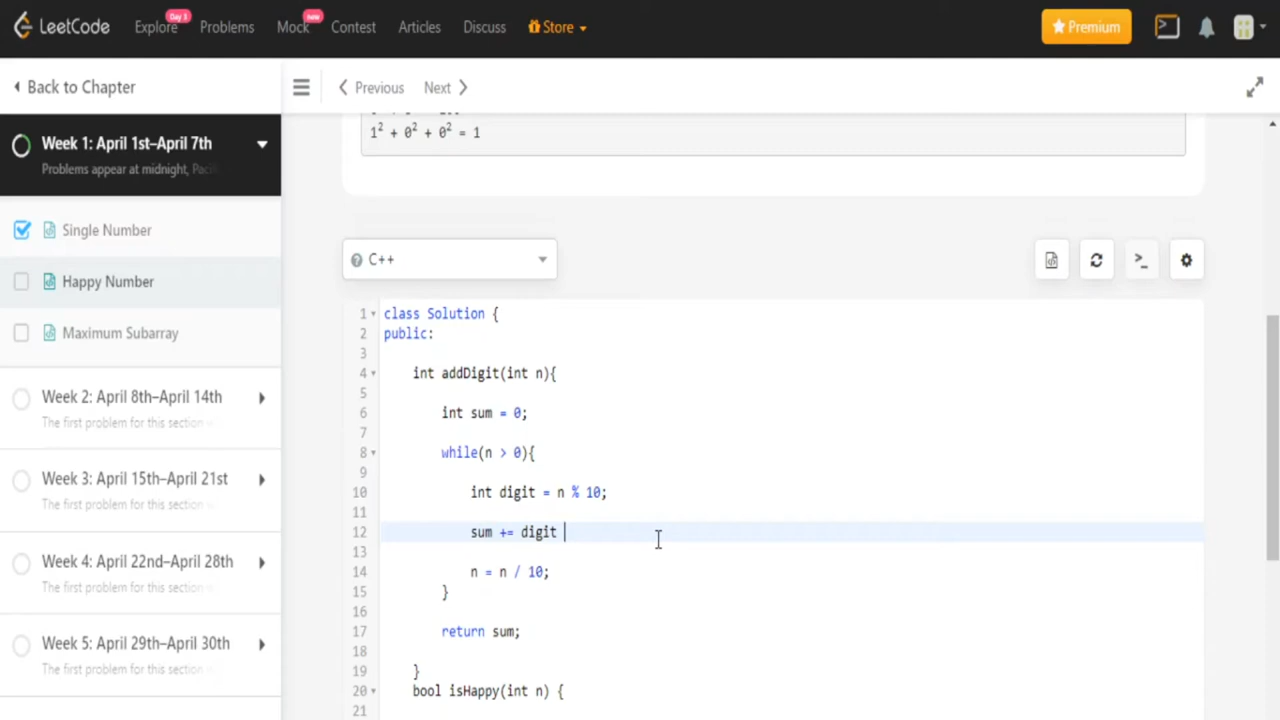 LeetCode Explore Day 3 Problems Mock new Contest Articles Discuss Store Premium
Back to Chapter
Previous Next
Week 1: April 1st–April 7th
Problems appear at midnight,
Single Number
Happy Number
Maximum Subarray
Week 2: April 8th–April 14th
The first problem for this section
Week 3: April 15th–April 21st
The first problem for this section
Week 4: April 22nd–April 28th
The first problem for this section
Week 5: April 29th–April 30th
The first problem for this section
1² + 0² + 0² = 1
C++
1 class Solution {
2 public:
3
4 int addDigit(int n){
5
6 int sum = 0;
7
8 while(n > 0){
9
10 int digit = n % 10;
11
12 sum += digit
13
14 n = n / 10;
15 }
16
17 return sum;
18
19 }
20 bool isHappy(int n) {
21